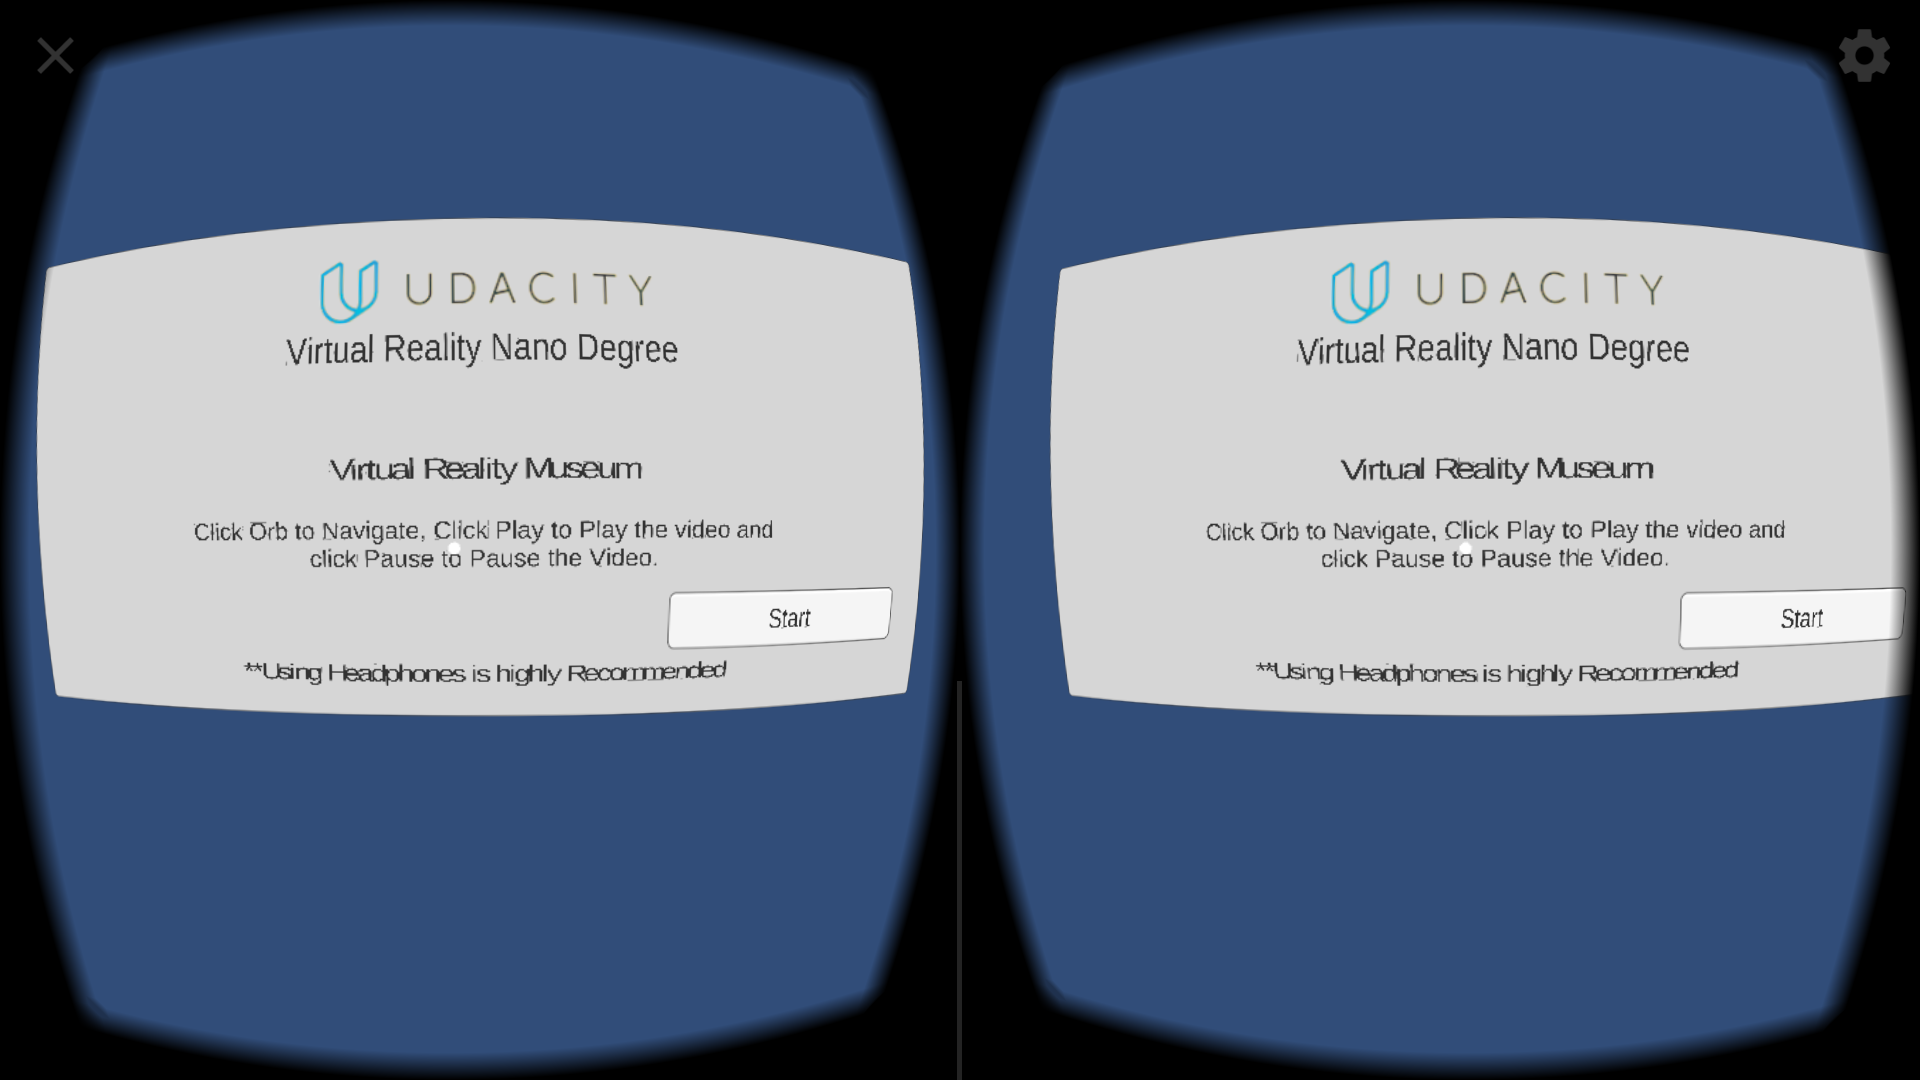 UDACITY
Virtual Reality Nano Degree
Virtual Reality Museum
Click Orb to Navigate, Click Play to Play the video and
click Pause to Pause the Video.
Start
**Using Headphones is highly Recommended
UDACITY
Virtual Reality Nano Degree
Virtual Reality Museum
Click Orb to Navigate, Click Play to Play the video and
click Pause to Pause the Video.
Start
**Using Headphones is highly Recommended